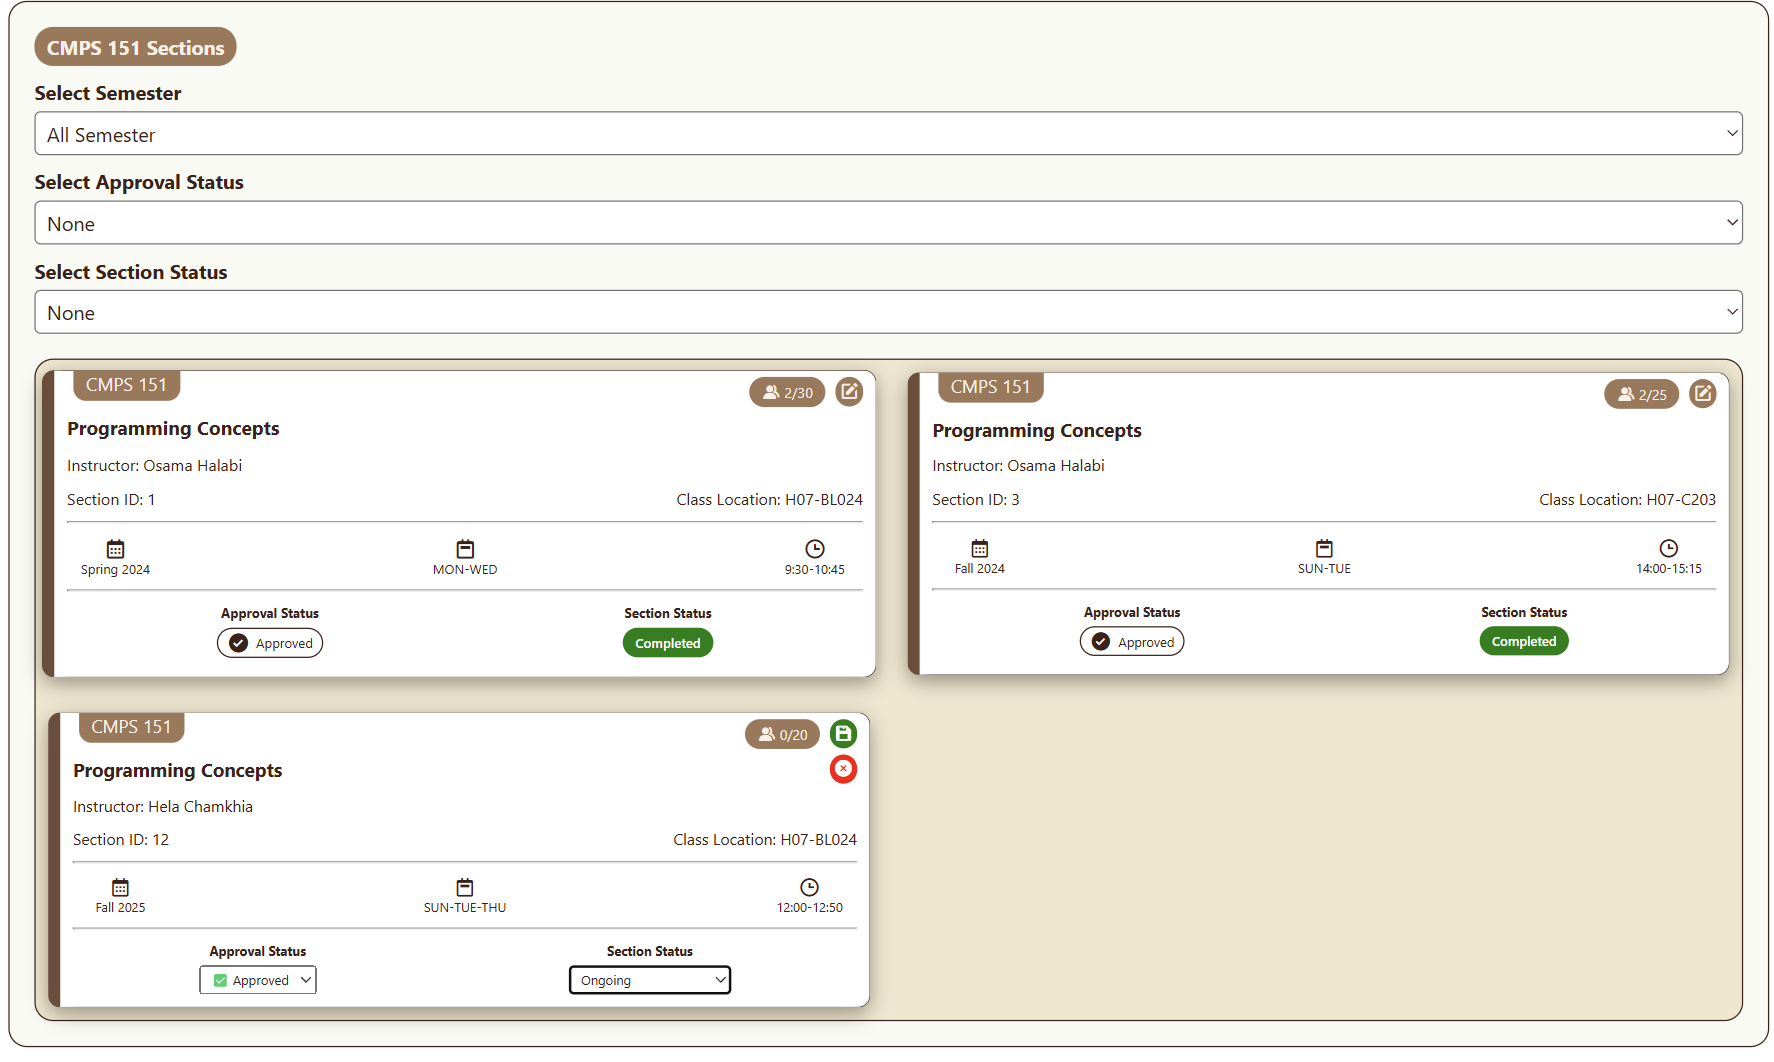 CMPS 151 Sections
Select Semester
All Semester
Select Approval Status
None
Select Section Status
None
CMPS 151
2/30
Programming Concepts
Instructor: Osama Halabi
Section ID: 1
Class Location: H07-BL024
Spring 2024
MON-WED
9:30-10:45
Approval Status
Section Status
Approved
Completed
CMPS 151
2/25
Programming Concepts
Instructor: Osama Halabi
Section ID: 3
Class Location: H07-C203
Fall 2024
SUN-TUE
14:00-15:15
Approval Status
Section Status
Approved
Completed
CMPS 151
0/20
Programming Concepts
Instructor: Hela Chamkhia
Section ID: 12
Class Location: H07-BL024
Fall 2025
SUN-TUE-THU
12:00-12:50
Approval Status
Section Status
Approved
Ongoing